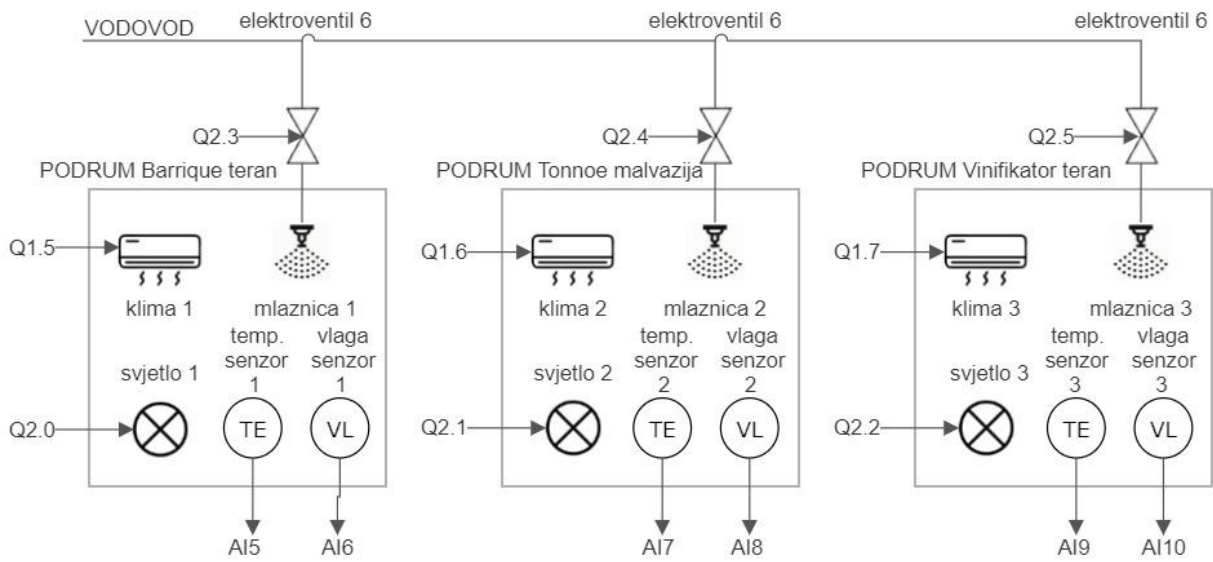 VODOVOD
elektroventil 6
elektroventil 6
elektroventil 6
Q2.3
Q2.4
Q2.5
PODRUM Barrique teran
PODRUM Tonnoe malvazija
PODRUM Vinifikator teran
Q1.5
klima 1
mlaznica 1
temp.
senzor
1
vlaga
senzor
1
svjetlo 1
Q2.0
TE
VL
AI5
AI6
Q1.6
klima 2
mlaznica 2
temp.
senzor
2
vlaga
senzor
2
svjetlo 2
Q2.1
TE
VL
AI7
AI8
Q1.7
klima 3
mlaznica 3
temp.
senzor
3
vlaga
senzor
3
svjetlo 3
Q2.2
TE
VL
AI9
AI10